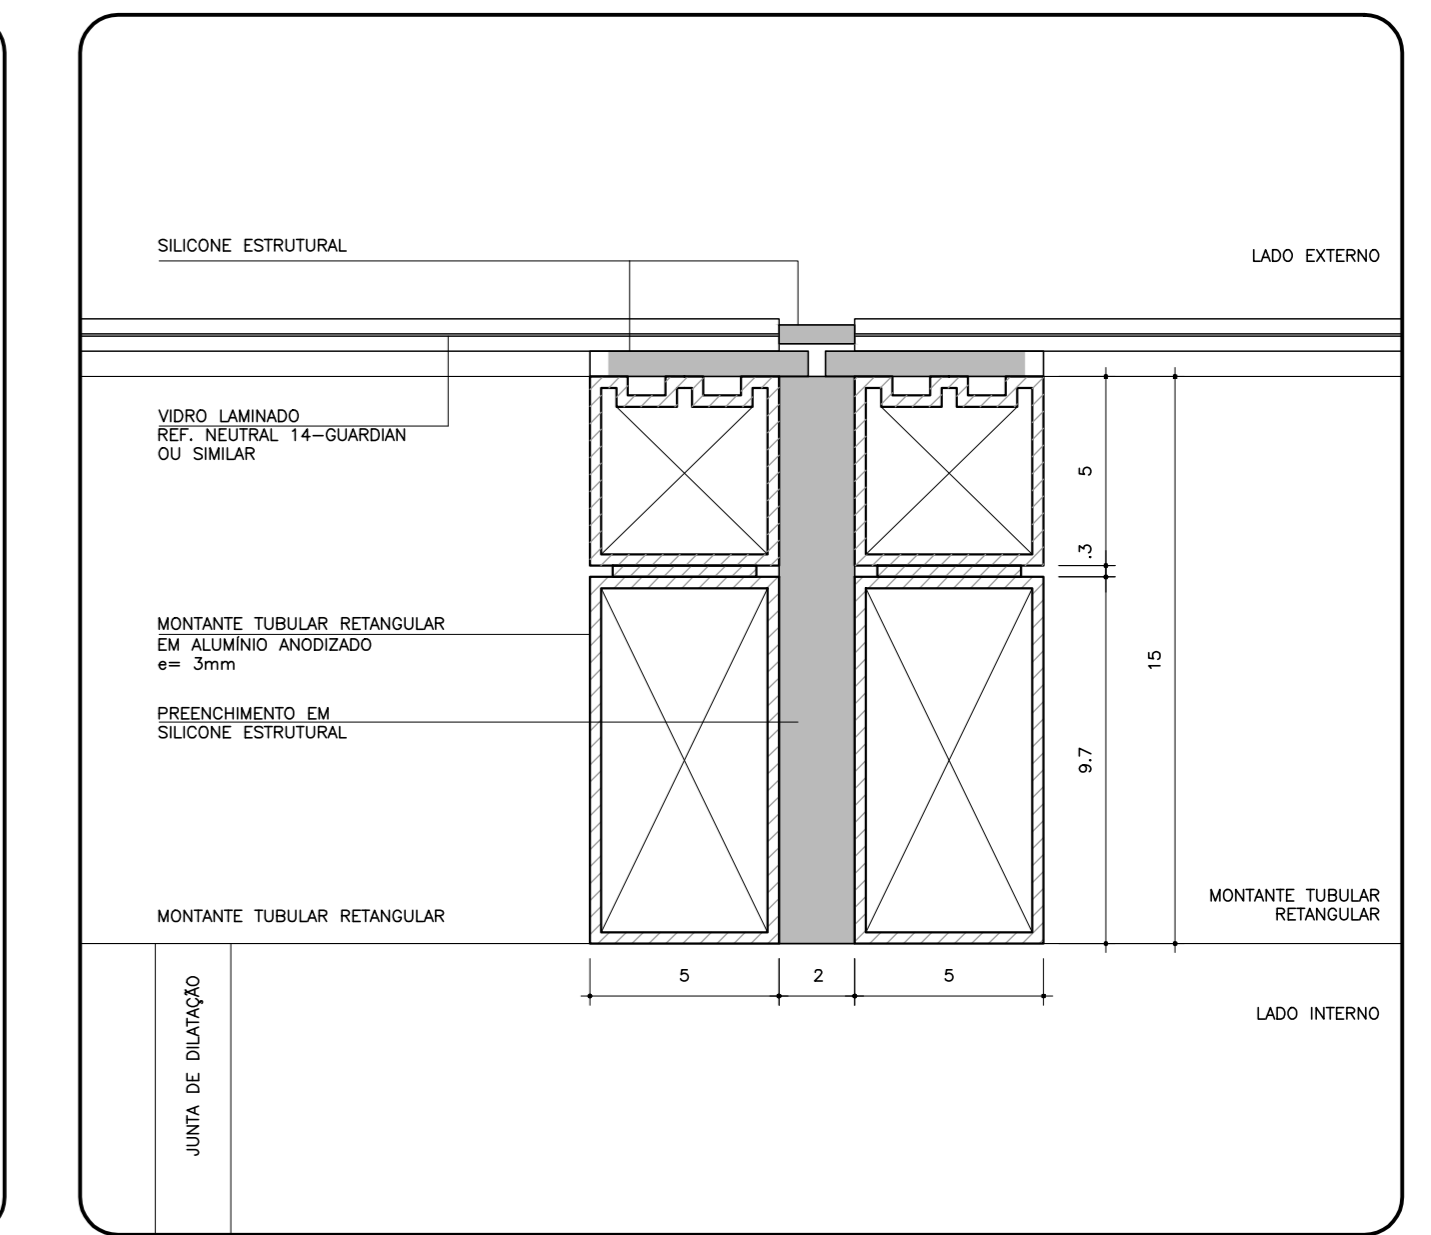 SILICONE ESTRUTURAL
LADO EXTERNO
VIDRO LAMINADO
REF. NEUTRAL 14-GUARDIAN
OU SIMILAR
5
.3
MONTANTE TUBULAR RETANGULAR
EM ALUMÍNIO ANODIZADO
e= 3mm
15
PREENCHIMENTO EM
SILICONE ESTRUTURAL
9.7
MONTANTE TUBULAR RETANGULAR
MONTANTE TUBULAR
RETANGULAR
5
2
5
JUNTA DE DILATAÇÃO
LADO INTERNO